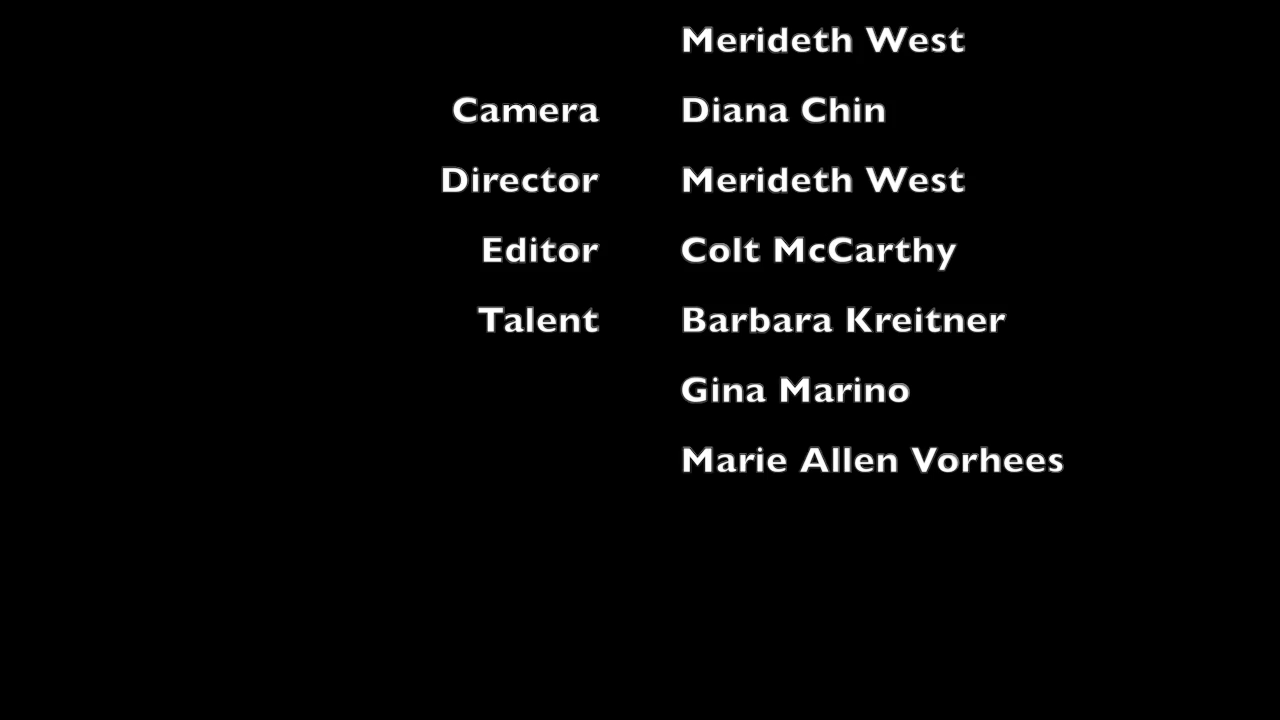 Merideth West
Camera Diana Chin
Director Merideth West
Editor Colt McCarthy
Talent Barbara Kreitner
Gina Marino
Marie Allen Vorhees